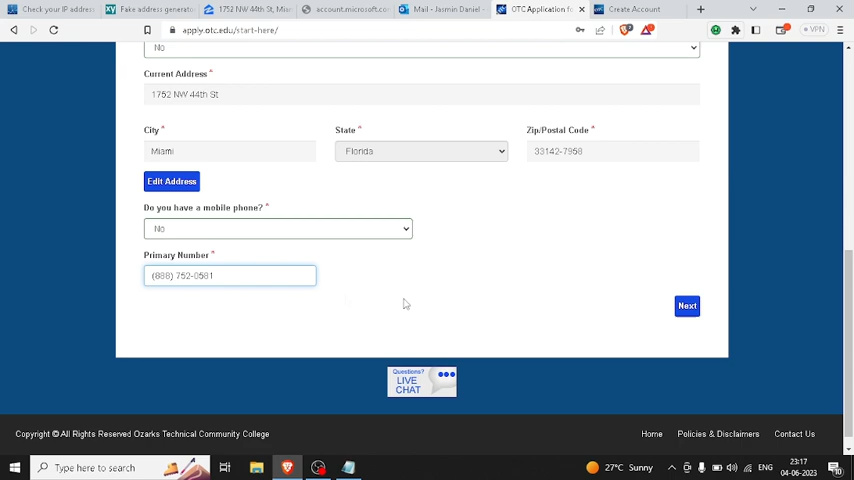 Check your IP address
Fake address generato
1752 NW 44th St, Miam
account.microsoft.co
Mail - Jasmin Daniel -
OTC Application fo
Create Account
apply.otc.edu/start-here/
VPN
No
Current Address *
1752 NW 44th St
City *
State *
Zip/Postal Code *
Miami
Florida
33142-7958
Edit Address
Do you have a mobile phone? *
No
Primary Number *
(888) 752-0581
Next
Questions?
LIVE
CHAT
Copyright © All Rights Reserved Ozarks Technical Community College
Home
Policies & Disclaimers
Contact Us
Type here to search
27°C Sunny
ENG
23:17
04-06-2023